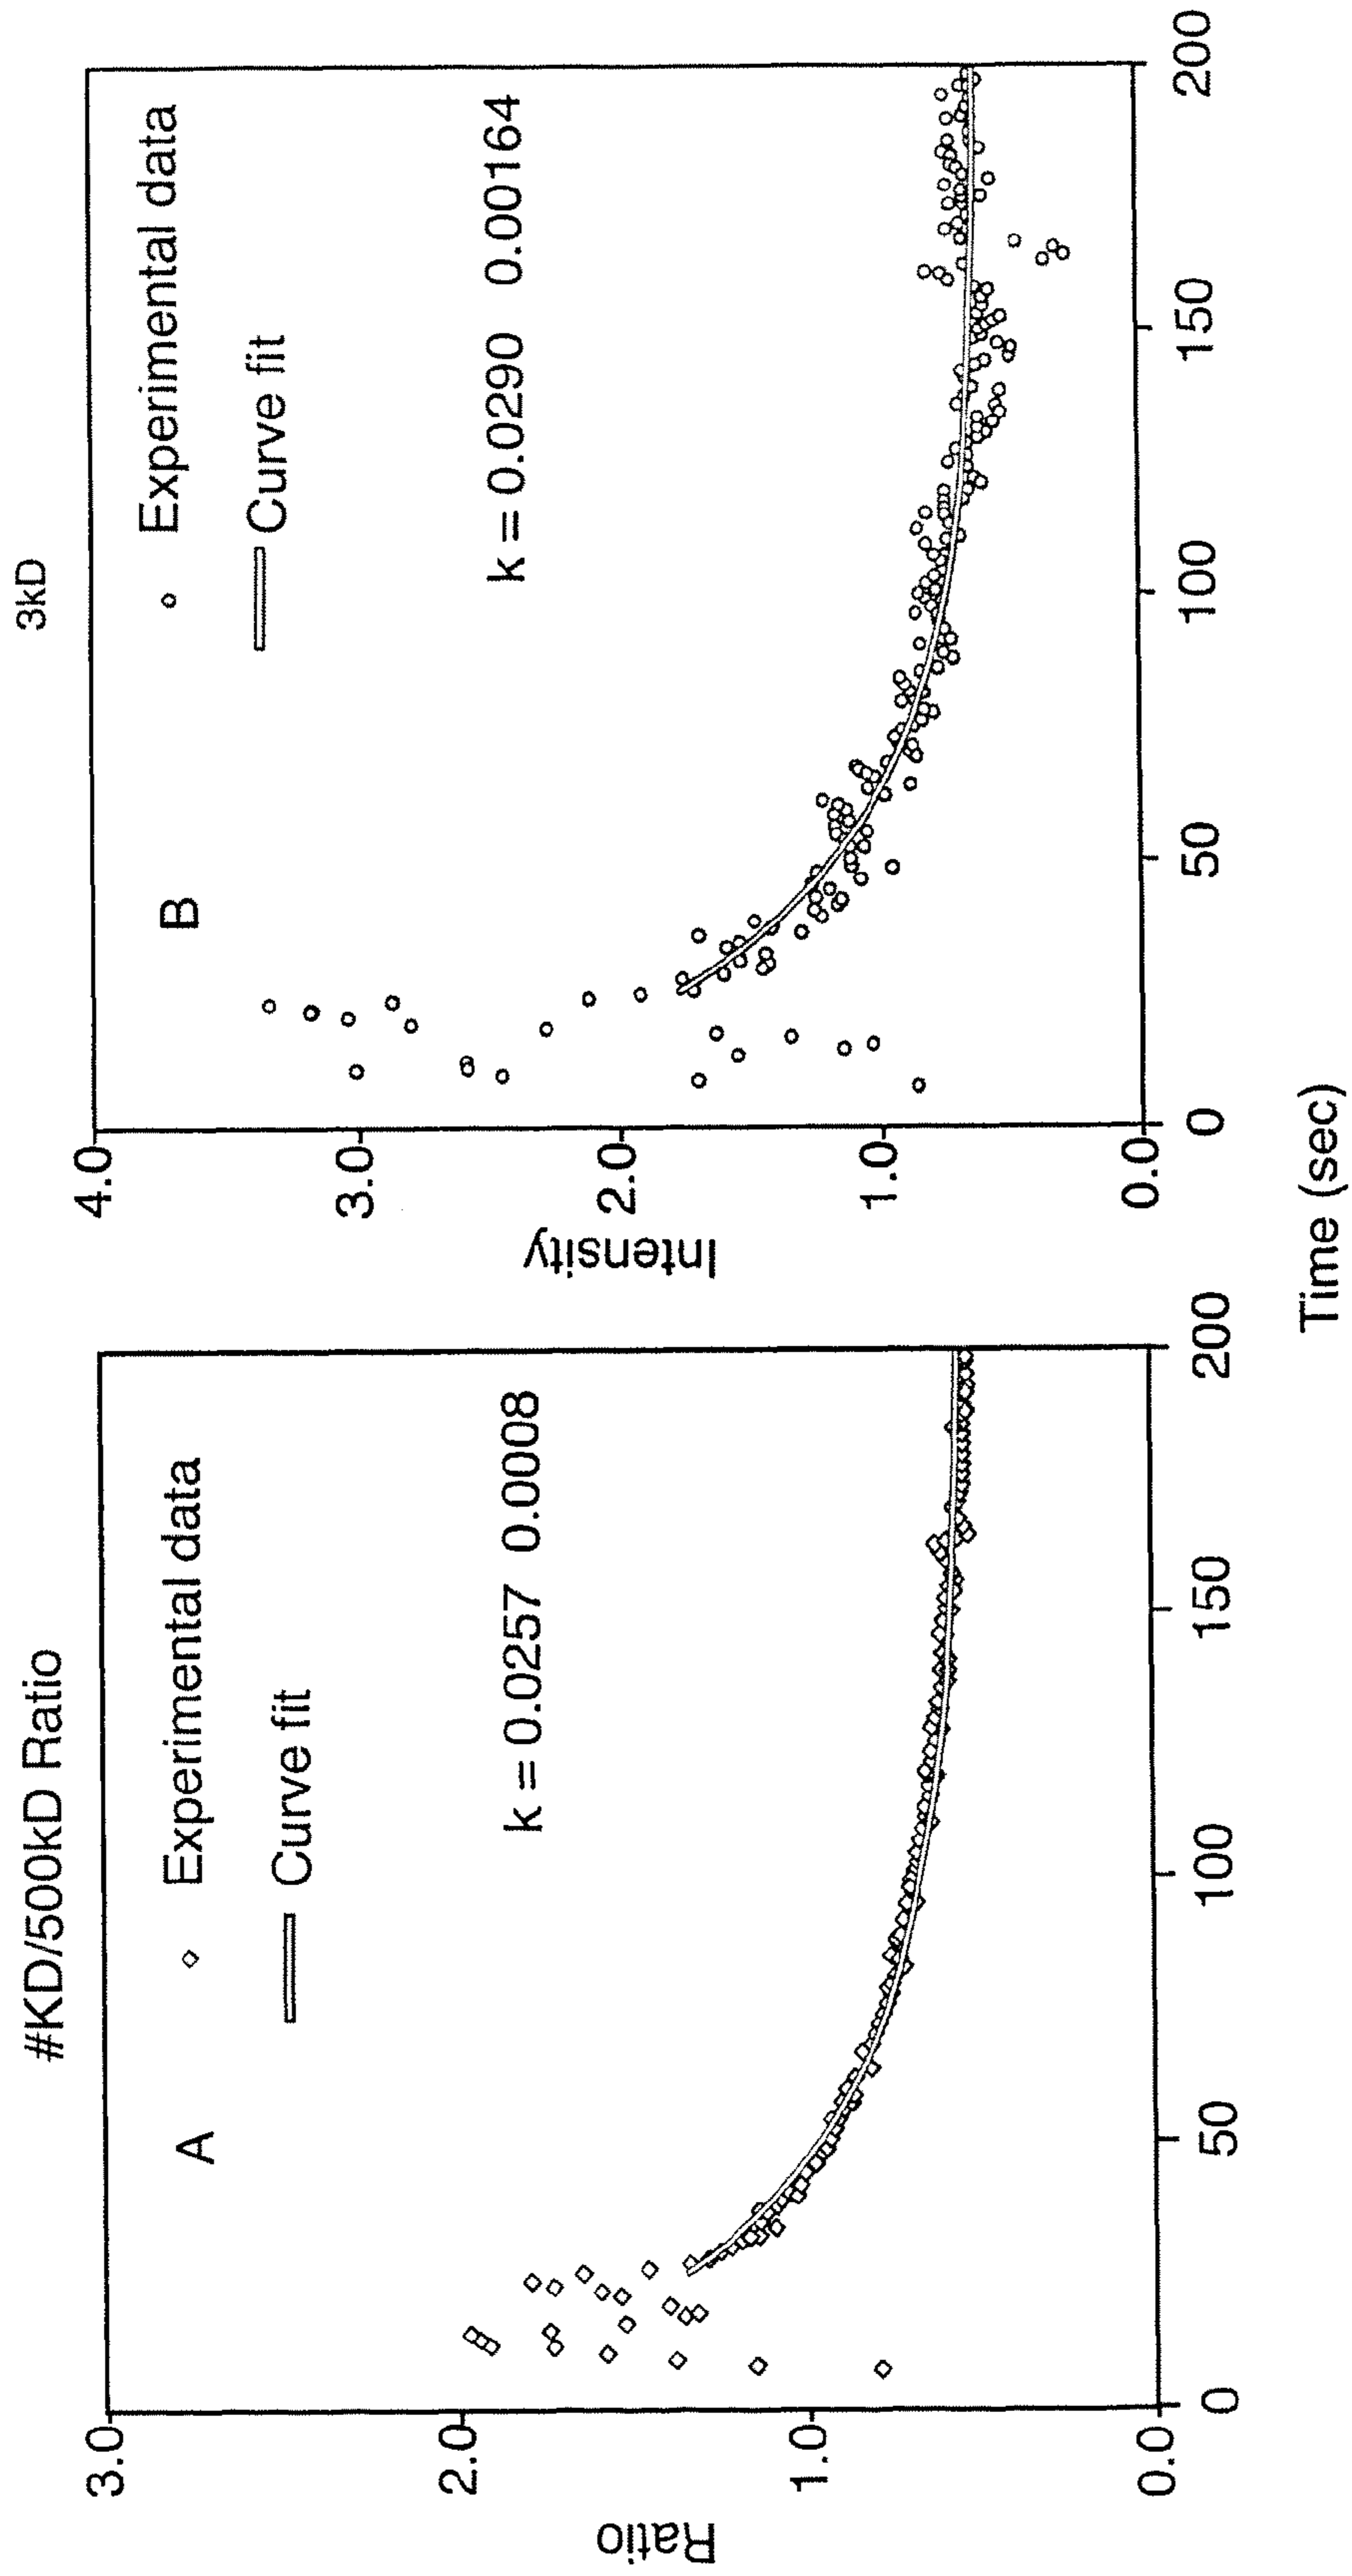 #KD/500kD Ratio
A
◇ Experimental data
Curve fit
k = 0.0257 0.0008
Ratio
3.0
2.0
1.0
0.0
0 50 100 150 200
3kD
B
○ Experimental data
Curve fit
k = 0.0290 0.00164
Intensity
4.0
3.0
2.0
1.0
0.0
0 50 100 150 200
Time (sec)